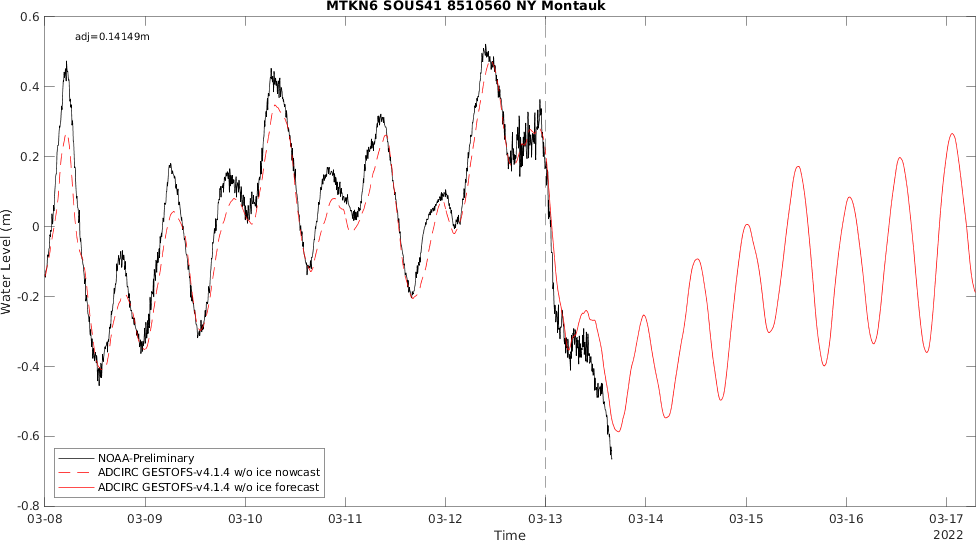 MTKN6 SOUS41 8510560 NY Montauk
adj=0.14149m
Water Level (m)
0.6
0.4
0.2
0
-0.2
-0.4
-0.6
-0.8
NOAA-Preliminary
ADCIRC GESTOFS-v4.1.4 w/o ice nowcast
ADCIRC GESTOFS-v4.1.4 w/o ice forecast
03-08 03-09 03-10 03-11 03-12 03-13 03-14 03-15 03-16 03-17
Time
2022